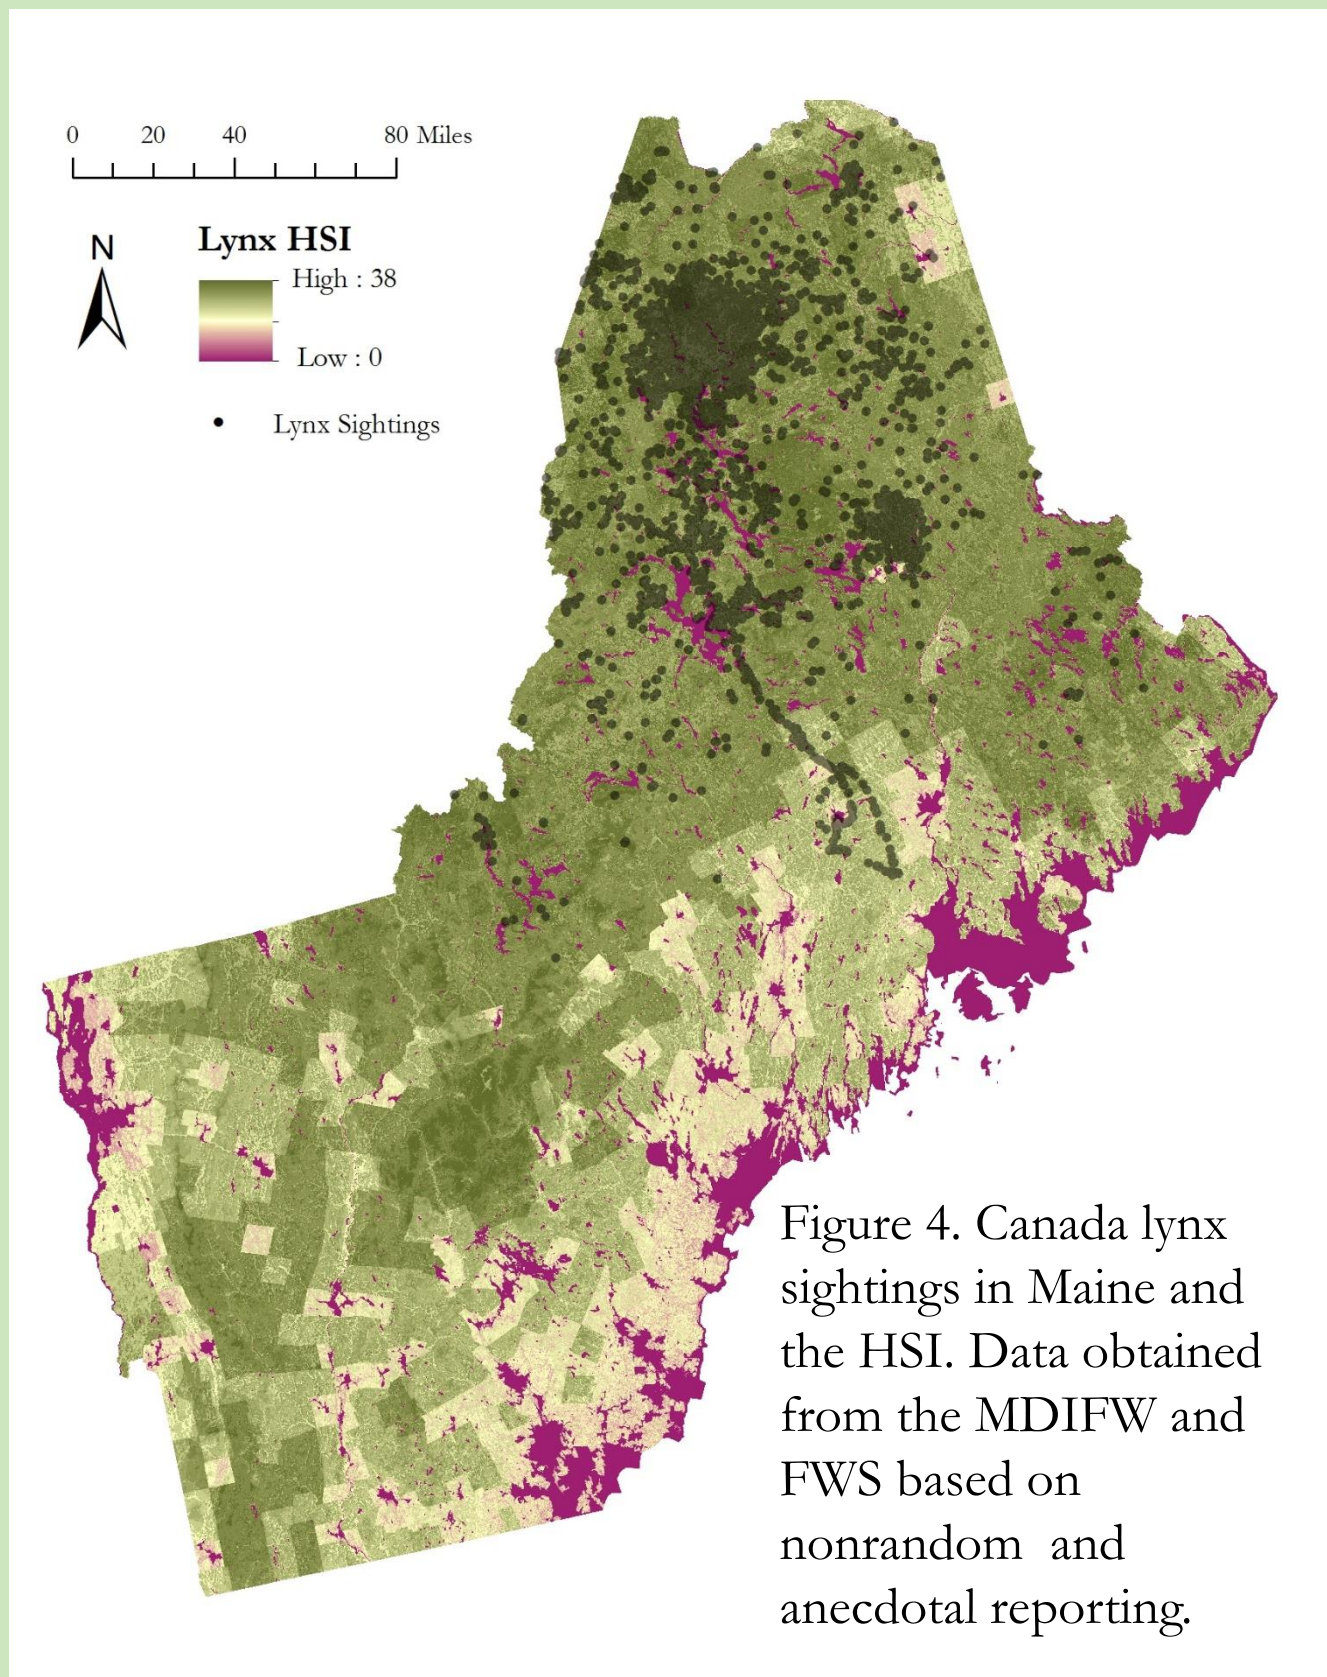 0 20 40 80 Miles
N
Lynx HSI
High : 38
Low : 0
Lynx Sightings
Figure 4. Canada lynx
sightings in Maine and
the HSI. Data obtained
from the MDIFW and
FWS based on
nonrandom and
anecdotal reporting.